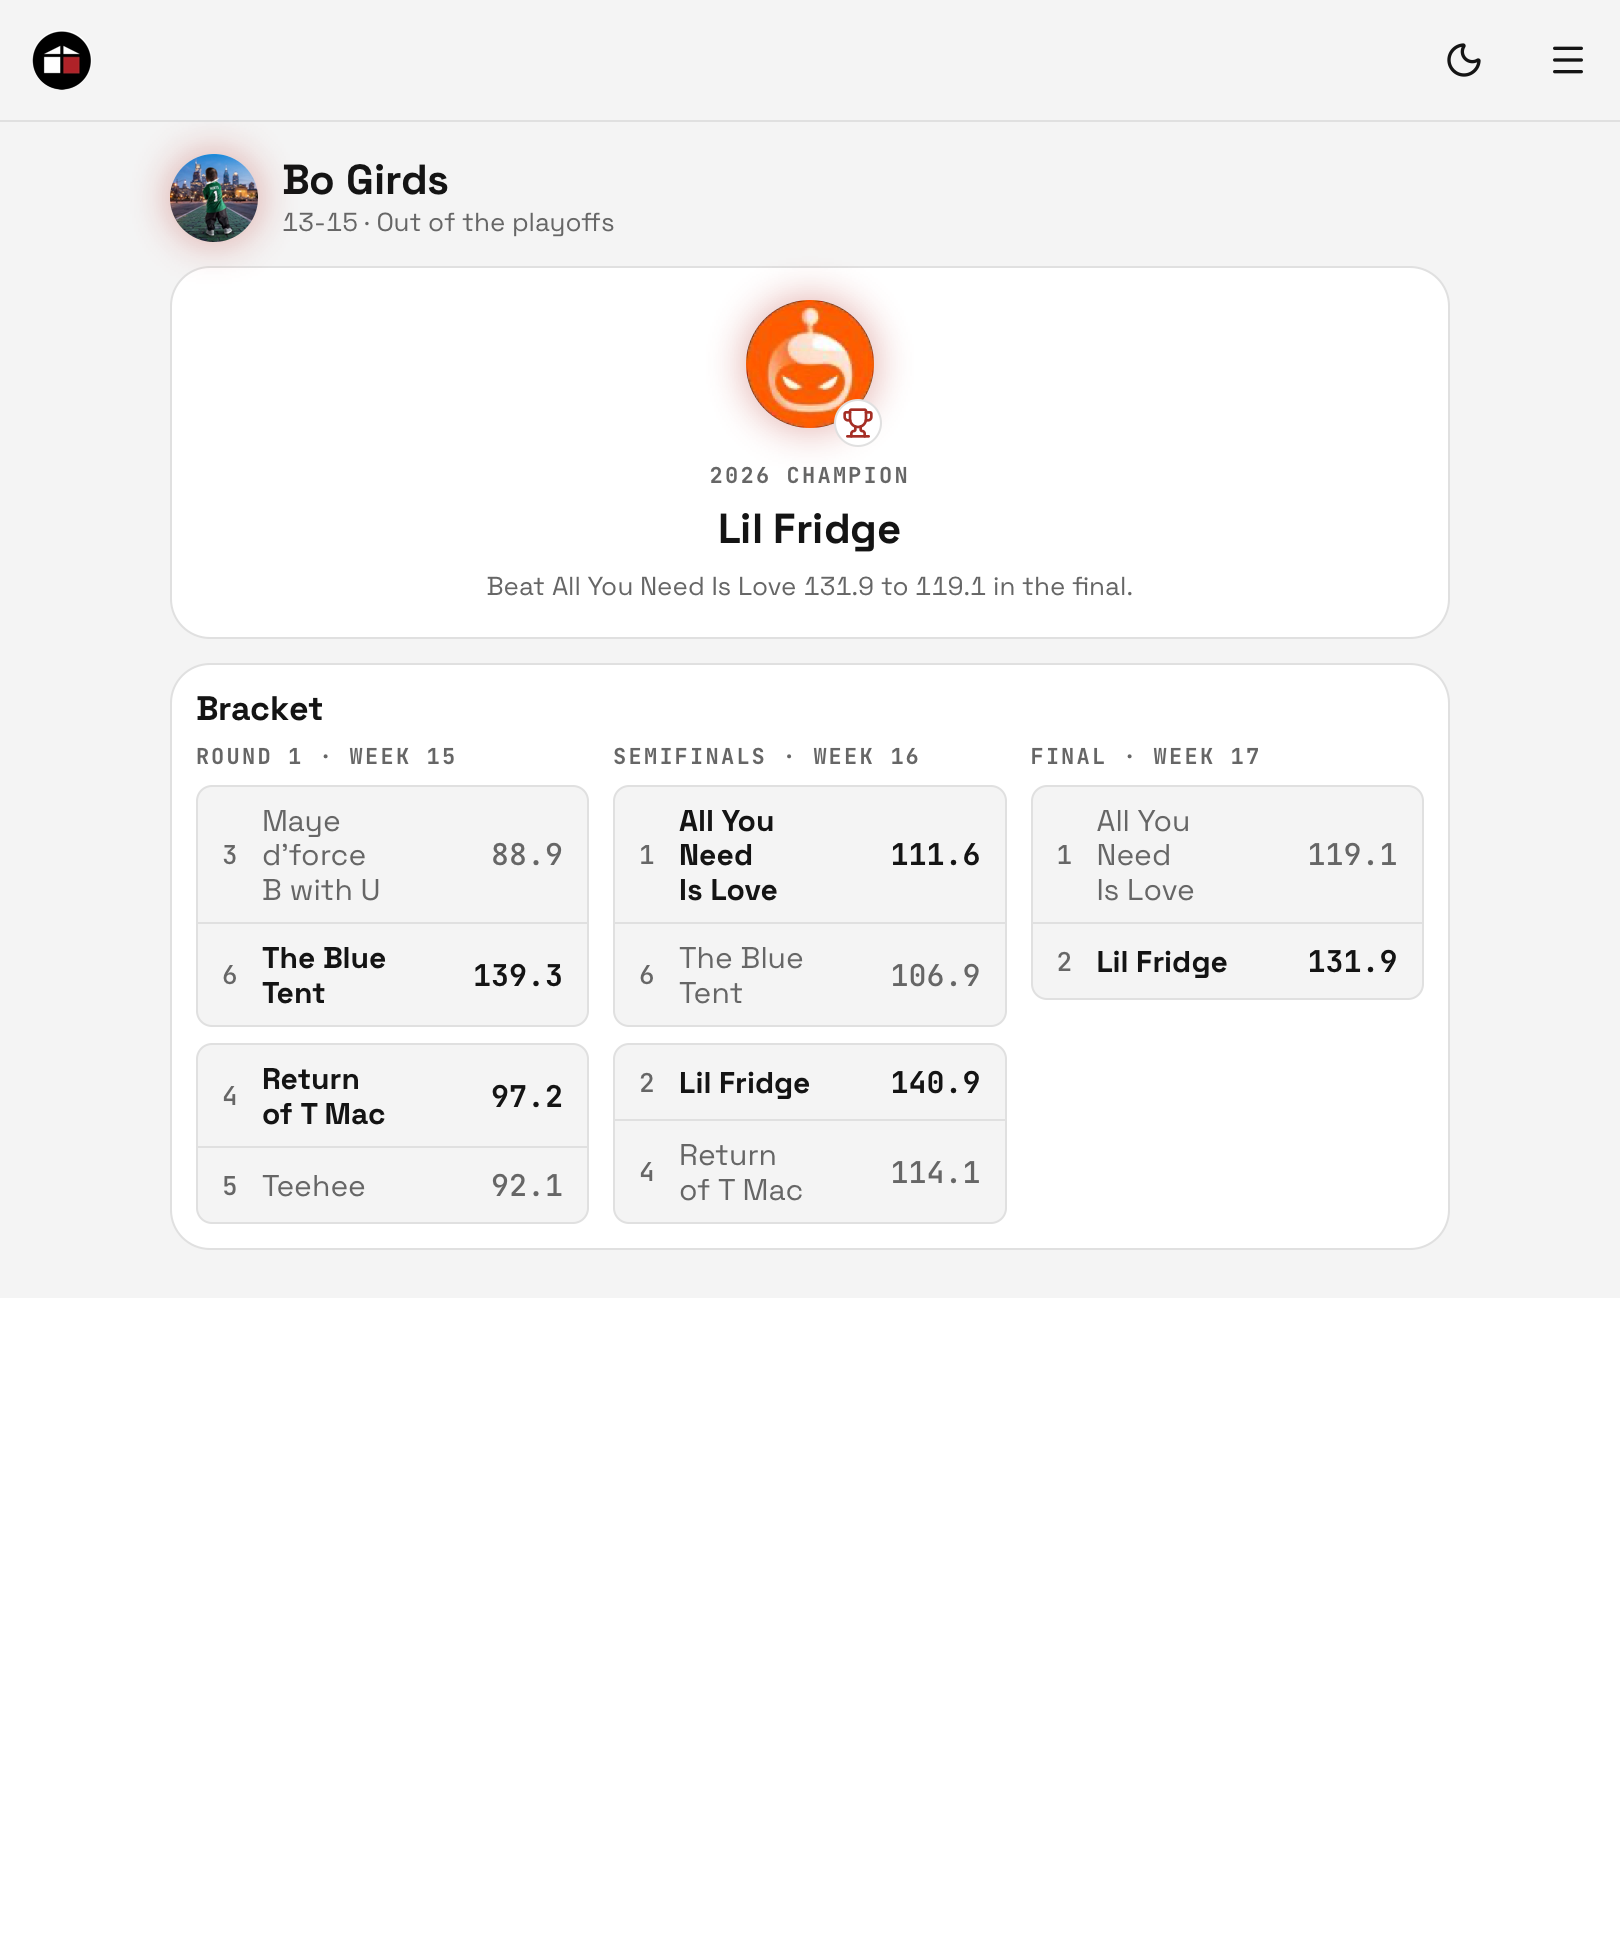 Bo Girds
13-15 · Out of the playoffs
2026 CHAMPION
Lil Fridge
Beat All You Need Is Love 131.9 to 119.1 in the final.
Bracket
ROUND 1 · WEEK 15
3 Maye
d’force
B with U 88.9
6 The Blue
Tent 139.3
4 Return
of T Mac 97.2
5 Teehee 92.1
SEMIFINALS · WEEK 16
1 All You
Need
Is Love 111.6
6 The Blue
Tent 106.9
2 Lil Fridge 140.9
4 Return
of T Mac 114.1
FINAL · WEEK 17
1 All You
Need
Is Love 119.1
2 Lil Fridge 131.9